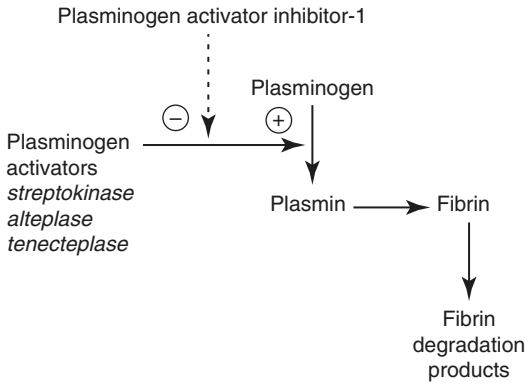 Plasminogen activator inhibitor-1
Plasminogen
− +
Plasminogen
activators
streptokinase
alteplase
tenecteplase
Plasmin
Fibrin
Fibrin
degradation
products